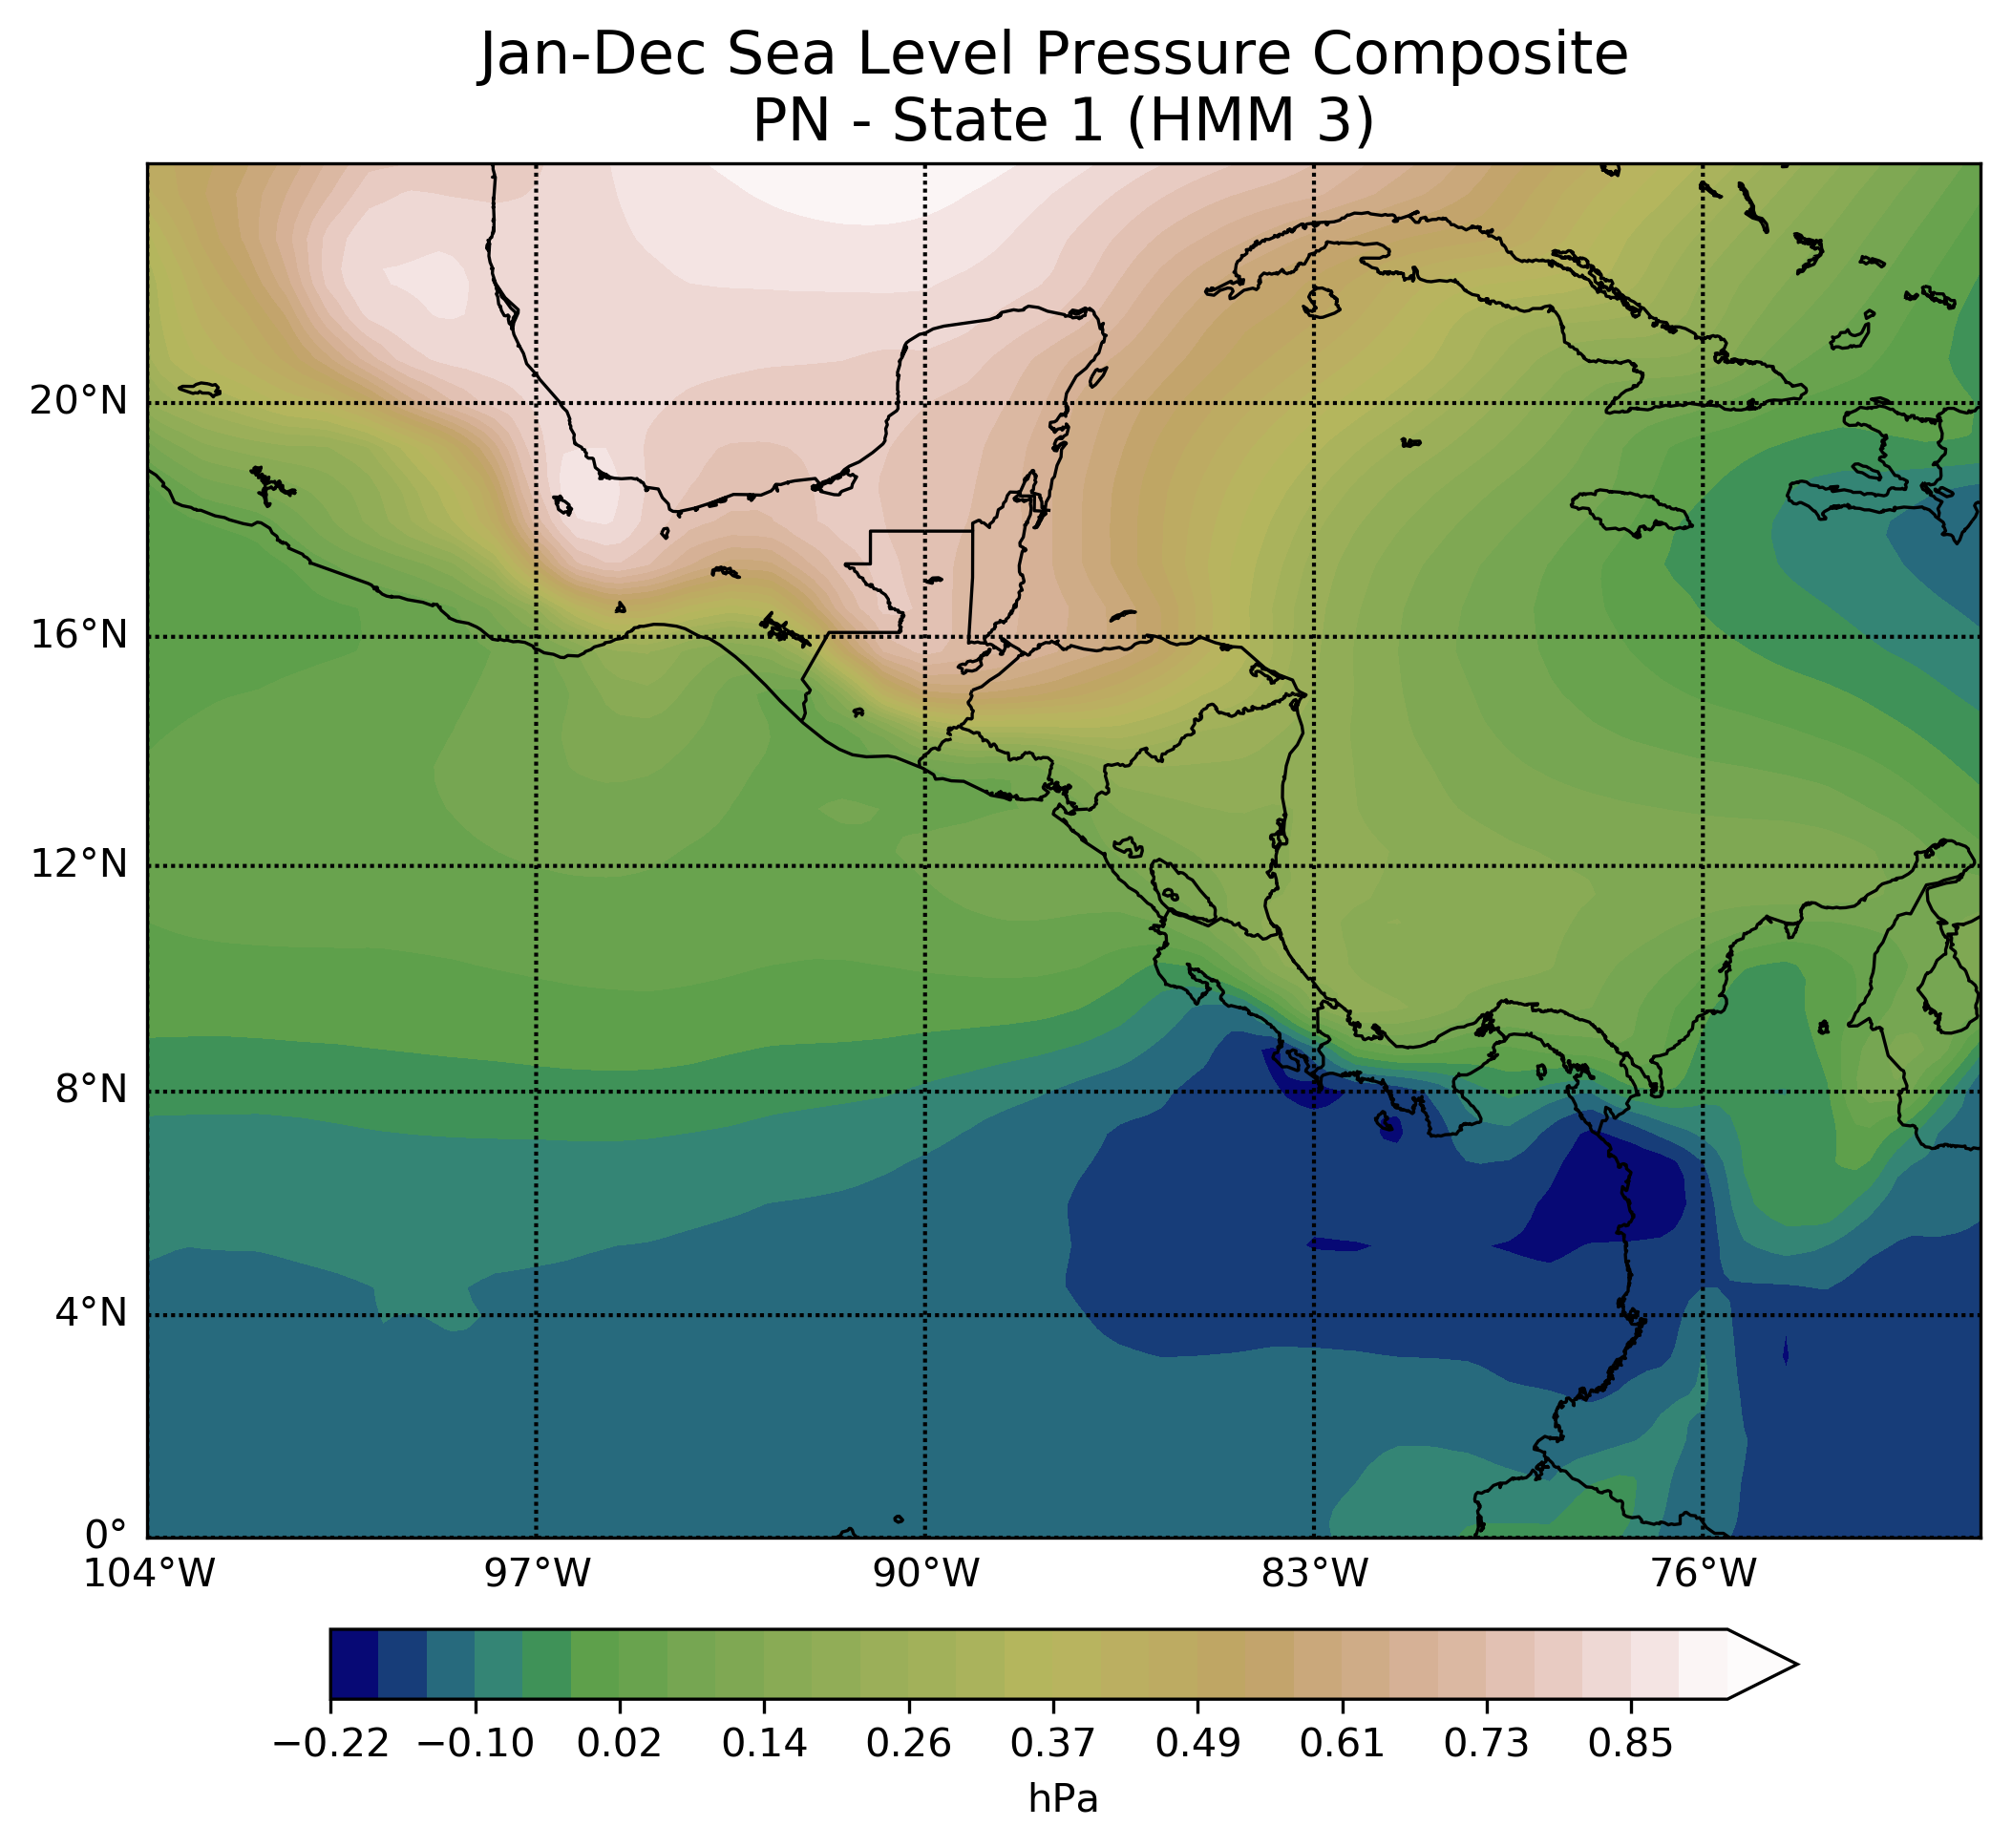 Jan-Dec Sea Level Pressure Composite
PN - State 1 (HMM 3)
20°N
16°N
12°N
8°N
4°N
0°
104°W 97°W 90°W 83°W 76°W
−0.22 −0.10 0.02 0.14 0.26 0.37 0.49 0.61 0.73 0.85
hPa